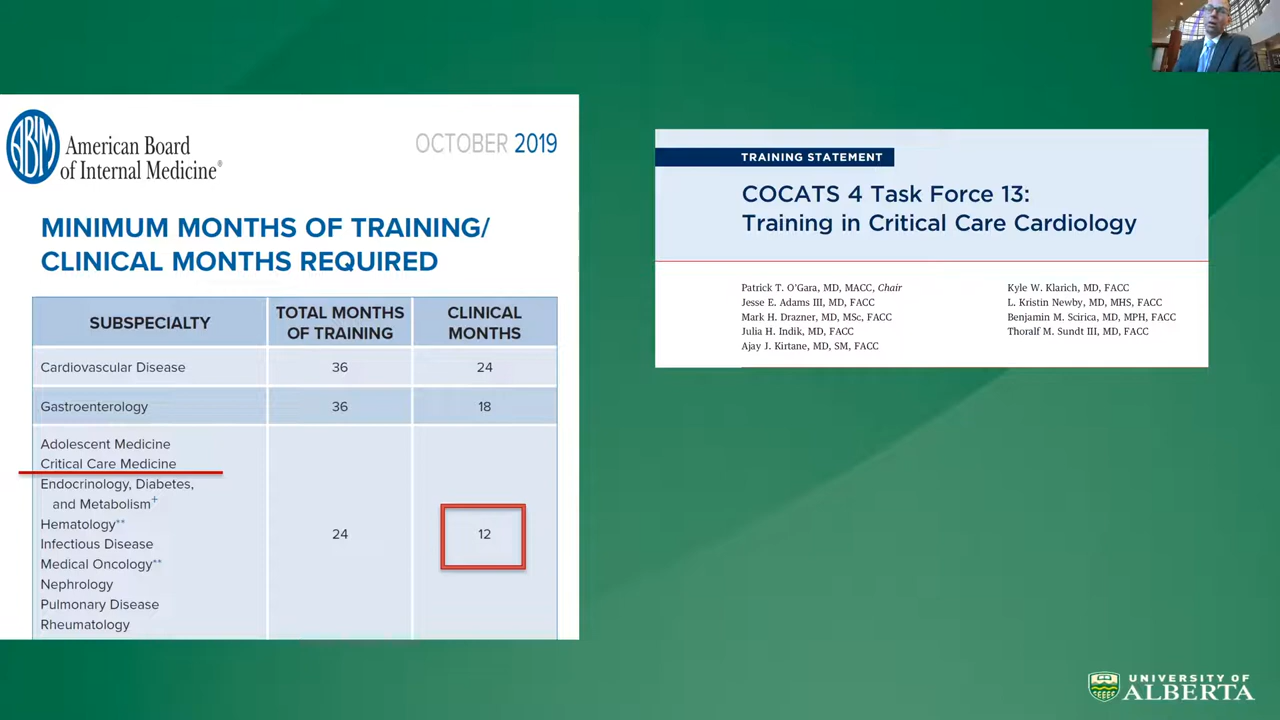 ABIM
American Board
of Internal Medicine®
OCTOBER 2019
MINIMUM MONTHS OF TRAINING/
CLINICAL MONTHS REQUIRED
SUBSPECIALTY
TOTAL MONTHS
OF TRAINING
CLINICAL
MONTHS
Cardiovascular Disease 36 24
Gastroenterology 36 18
Adolescent Medicine
Critical Care Medicine
Endocrinology, Diabetes,
and Metabolism+
Hematology**
Infectious Disease
Medical Oncology**
Nephrology
Pulmonary Disease
Rheumatology
24
12
TRAINING STATEMENT
COCATS 4 Task Force 13:
Training in Critical Care Cardiology
Patrick T. O'Gara, MD, MACC, Chair
Jesse E. Adams III, MD, FACC
Mark H. Drazner, MD, MSc, FACC
Julia H. Indik, MD, FACC
Ajay J. Kirtane, MD, SM, FACC
Kyle W. Klarich, MD, FACC
L. Kristin Newby, MD, MHS, FACC
Benjamin M. Scirica, MD, MPH, FACC
Thoralf M. Sundt III, MD, FACC
UNIVERSITY OF
ALBERTA